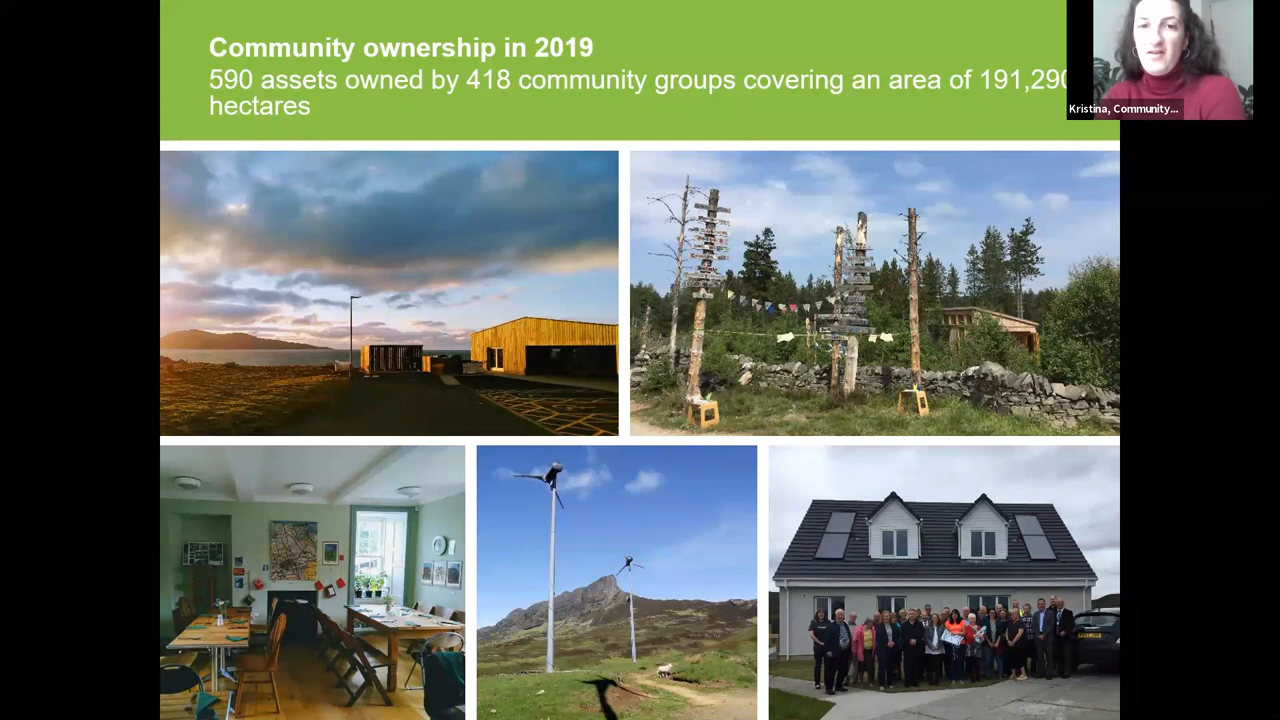 Community ownership in 2019
590 assets owned by 418 community groups covering an area of 191,290
hectares
Kristina, Community...